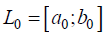 L₀ = [a₀; b₀]